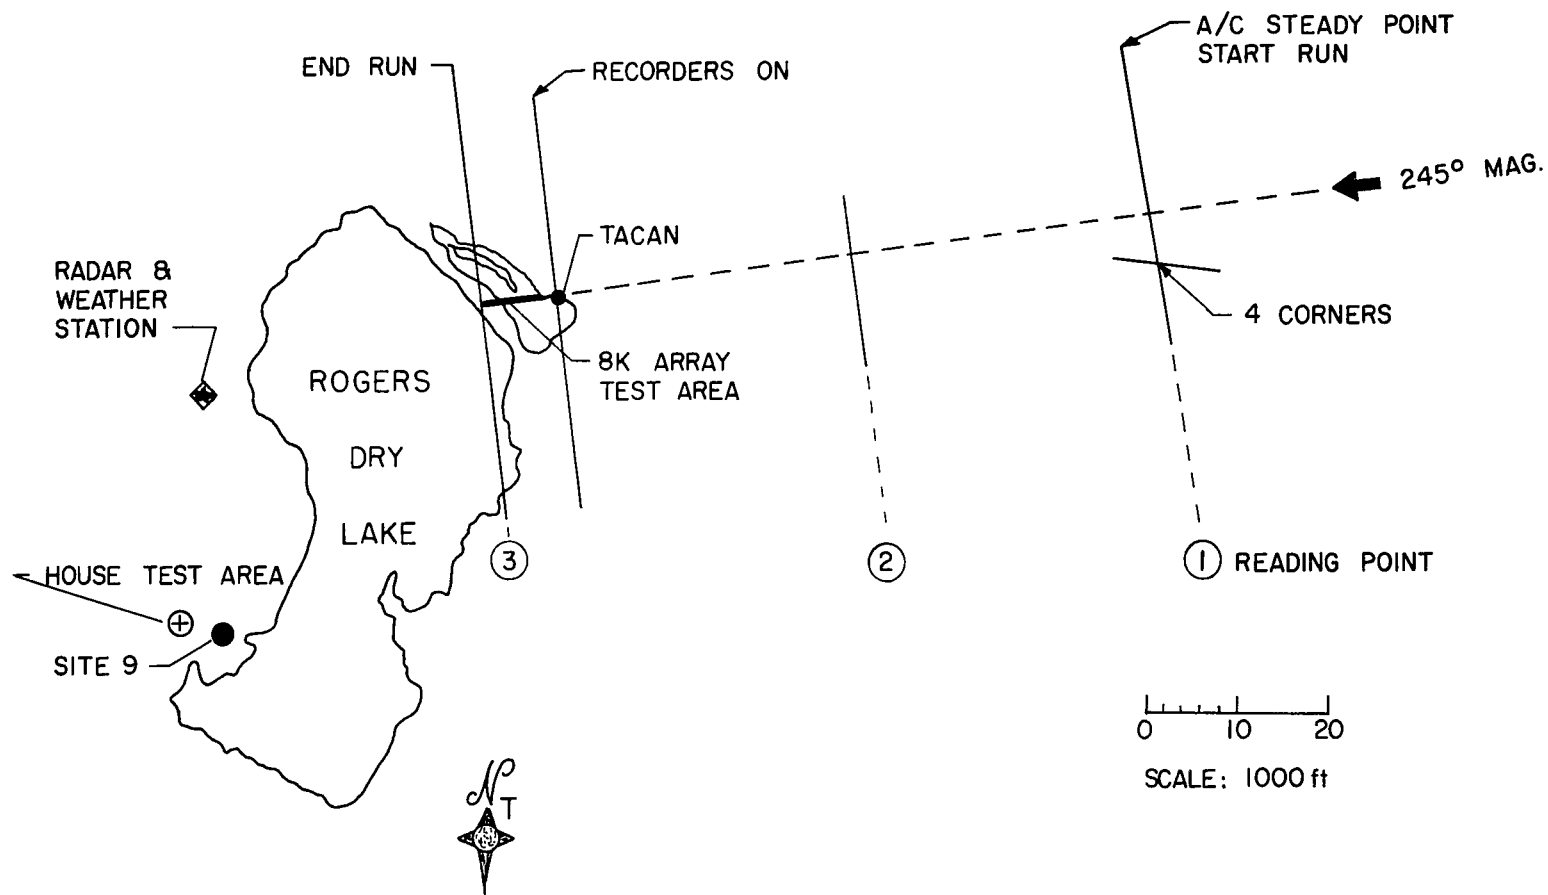 A/C STEADY POINT
START RUN
END RUN
RECORDERS ON
245° MAG.
TACAN
RADAR &
WEATHER
STATION
4 CORNERS
8K ARRAY
TEST AREA
ROGERS
DRY
LAKE
3
2
1 READING POINT
HOUSE TEST AREA
SITE 9
0 10 20
SCALE: 1000 ft
N
T